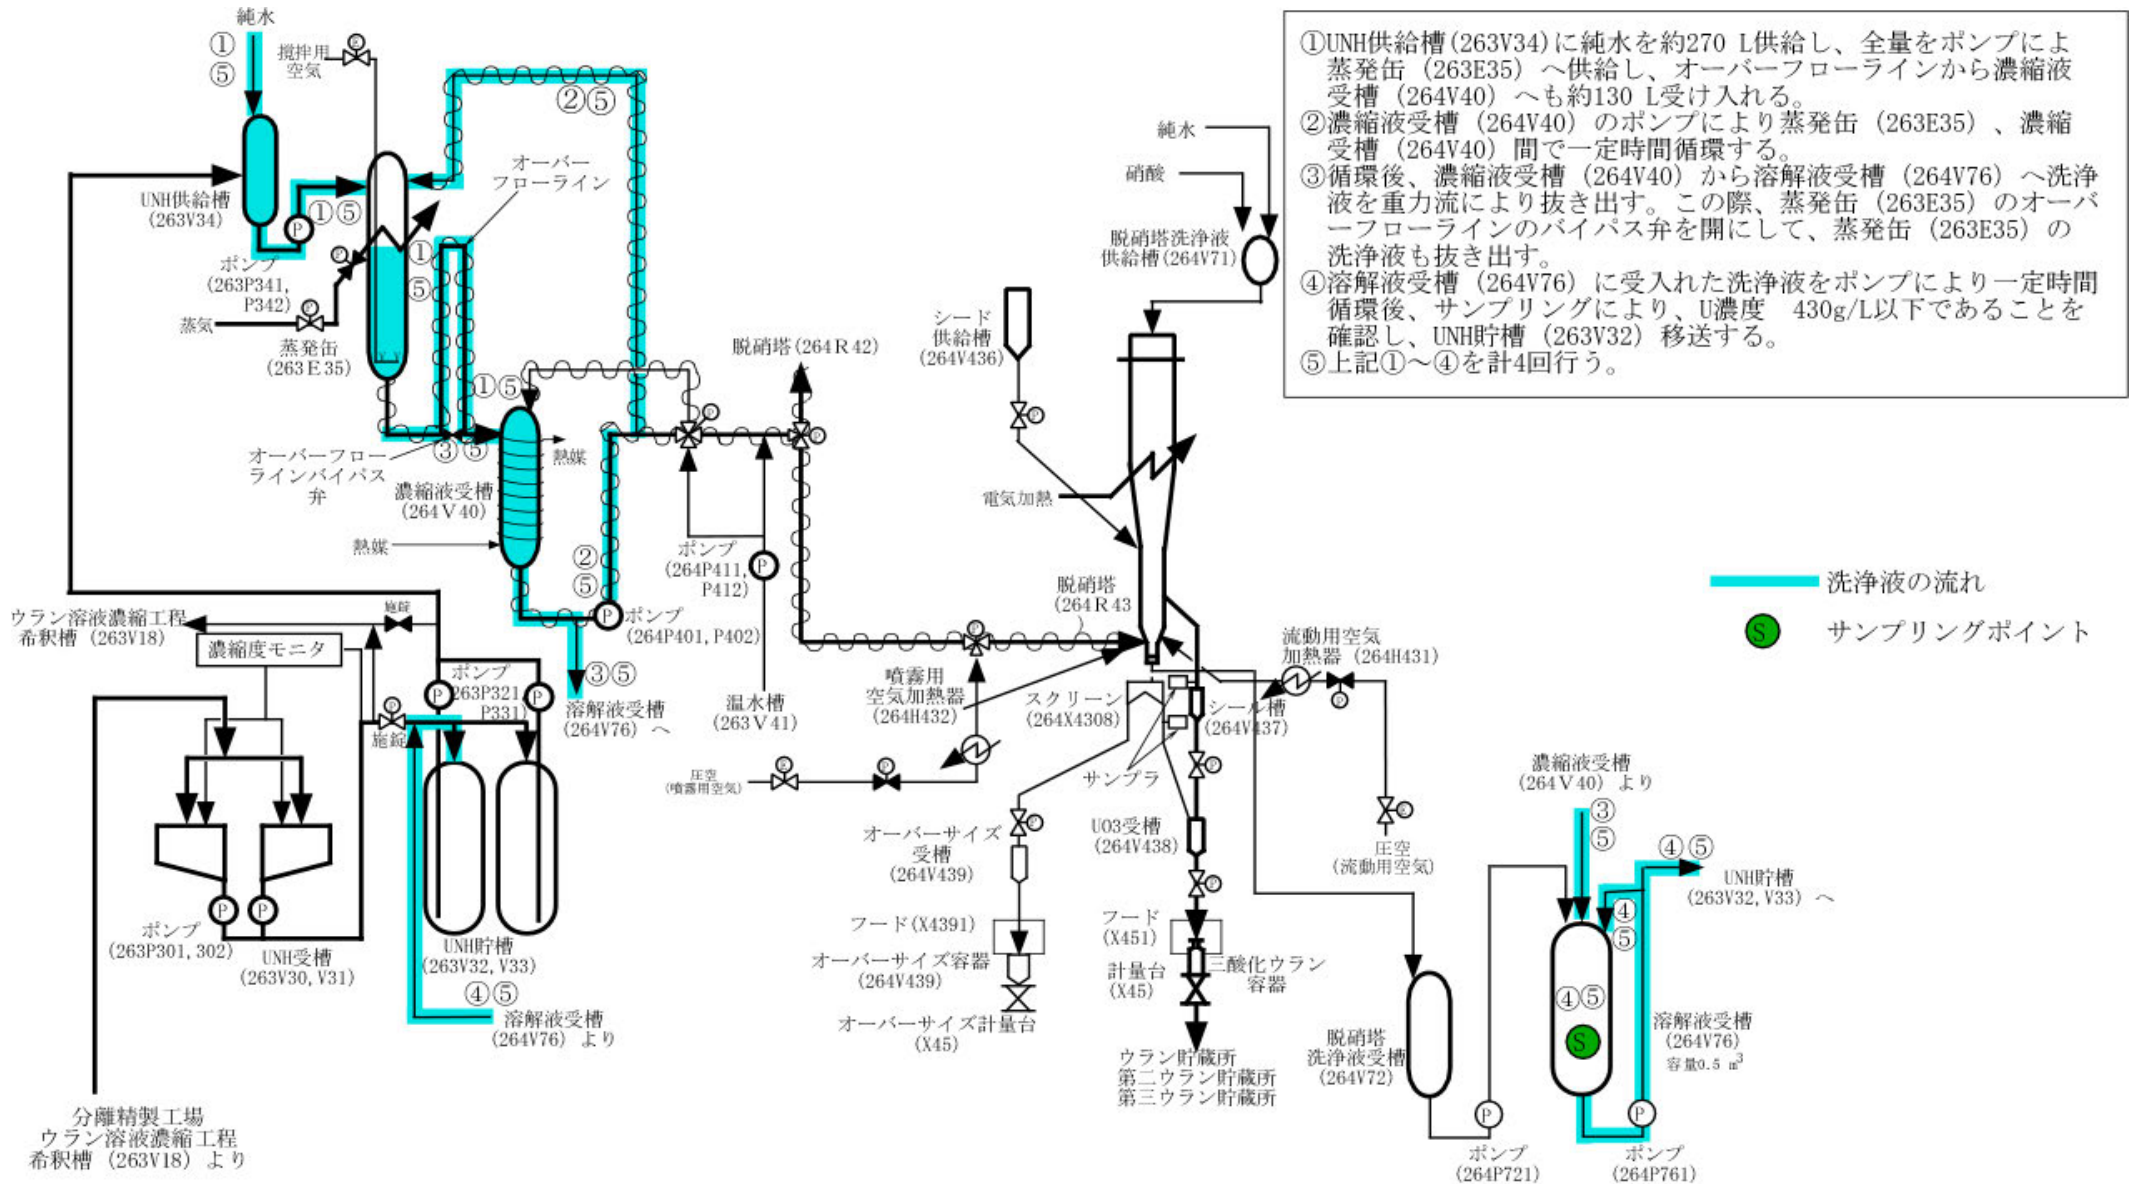 純水
①
⑤
攪拌用
空気
E
②⑤
オーバー
フローライン
UNH供給槽
(263V34)
P
①⑤
ポンプ
(263P341,
P342)
P
①
⑤
蒸気
P
蒸発缶
(263E35)
①⑤
オーバーフロー
ラインバイパス
弁
③⑤
熱媒
濃縮液受槽
(264V40)
熱媒
②
⑤
P
ポンプ
(264P401,P402)
③⑤
溶解液受槽
(264V76) へ
脱硝塔(264R42)
P
P
ポンプ
(264P411,
P412)
P
温水槽
(263V41)
ウラン溶液濃縮工程
希釈槽 (263V18)
施錠
濃縮度モニタ
ポンプ
(263P321,
P331)
P
P
P
施錠
P
P
ポンプ
(263P301,302)
UNH受槽
(263V30,V31)
UNH貯槽
(263V32,V33)
④⑤
溶解液受槽
(264V76) より
分離精製工場
ウラン溶液濃縮工程
希釈槽 (263V18) より
純水
硝酸
脱硝塔洗浄液
供給槽(264V71)
シード
供給槽
(264V436)
P
電気加熱
脱硝塔
(264R43
)
P
噴霧用
空気加熱器
(264H432)
圧空
(噴霧用空気)
E
P
スクリーン
(264X4308)
シール槽
(264V437)
サンプラ
P
流動用空気
加熱器 (264H431)
P
E
圧空
(流動用空気)
オーバーサイズ
受槽
(264V439)
P
UO3受槽
(264V438)
P
フード(X4391)
オーバーサイズ容器
(264V439)
オーバーサイズ計量台
(X45)
フード
(X451)
計量台
(X45)
三酸化ウラン
容器
ウラン貯蔵所
第二ウラン貯蔵所
第三ウラン貯蔵所
脱硝塔
洗浄液受槽
(264V72)
P
ポンプ
(264P721)
濃縮液受槽
(264V40) より
③
⑤
④⑤
UNH貯槽
(263V32,V33) へ
④
⑤
④⑤
S
溶解液受槽
(264V76)
容量0.5 m³
P
ポンプ
(264P761)
①UNH供給槽(263V34)に純水を約270 L供給し、全量をポンプによ
蒸発缶 (263E35) へ供給し、オーバーフローラインから濃縮液
受槽 (264V40) へも約130 L受け入れる。
②濃縮液受槽 (264V40) のポンプにより蒸発缶 (263E35) 、濃縮
受槽 (264V40) 間で一定時間循環する。
③循環後、濃縮液受槽 (264V40) から溶解液受槽 (264V76) へ洗浄
液を重力流により抜き出す。この際、蒸発缶 (263E35) のオーバ
ーフローラインのバイパス弁を開にして、蒸発缶 (263E35) の
洗浄液も抜き出す。
④溶解液受槽 (264V76) に受入れた洗浄液をポンプにより一定時間
循環後、サンプリングにより、U濃度　430g/L以下であることを
確認し、UNH貯槽 (263V32) 移送する。
⑤上記①～④を計4回行う。
洗浄液の流れ
S サンプリングポイント